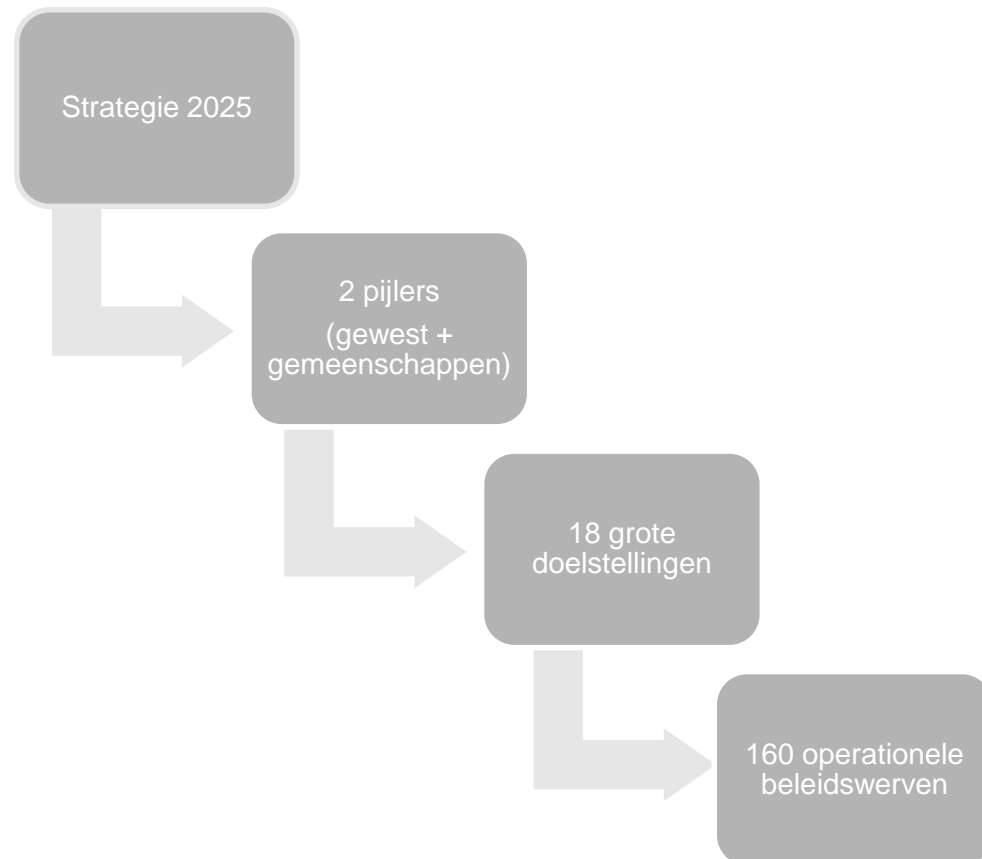 Strategie 2025
2 pijlers
(gewest +
gemeenschappen)
18 grote
doelstellingen
160 operationele
beleidswerven